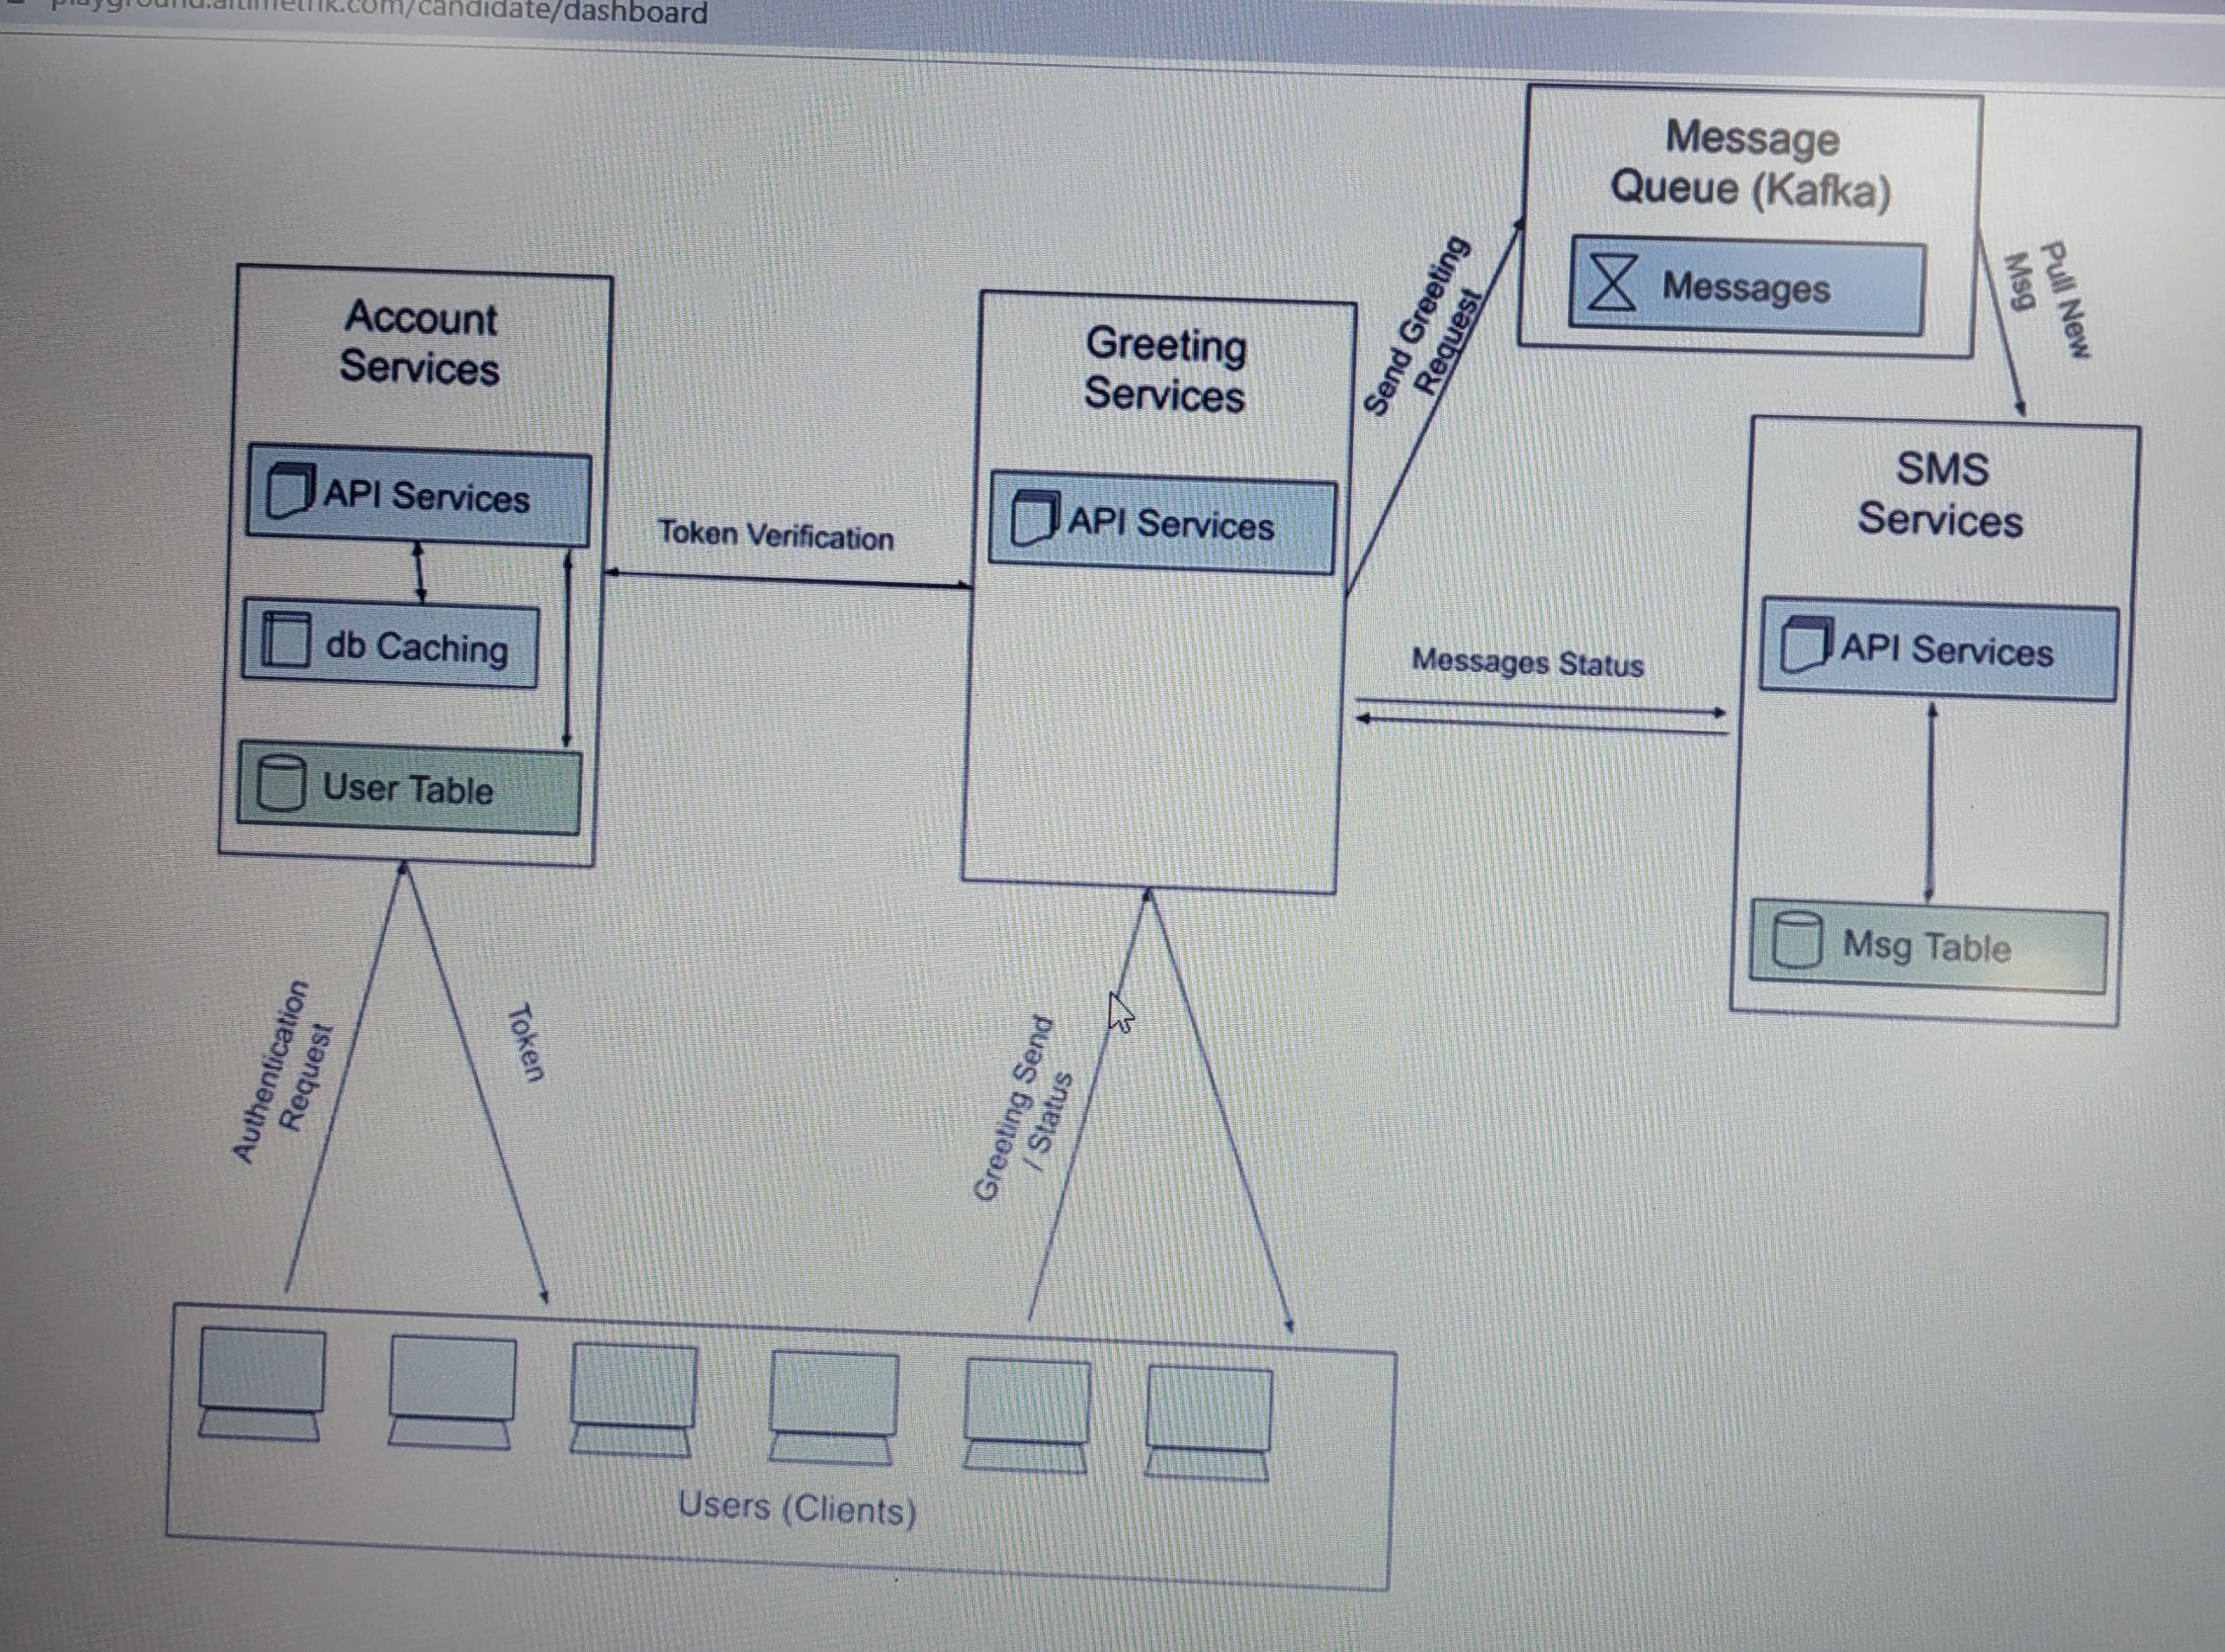 playground.altimetrik.com/candidate/dashboard
Message
Queue (Kafka)
Messages
Account
Services
API Services
db Caching
User Table
Token Verification
Greeting
Services
API Services
Send Greeting
Request
Pull New
Msg
SMS
Services
API Services
Msg Table
Messages Status
Authentication
Request
Token
Greeting Send
/ Status
Users (Clients)